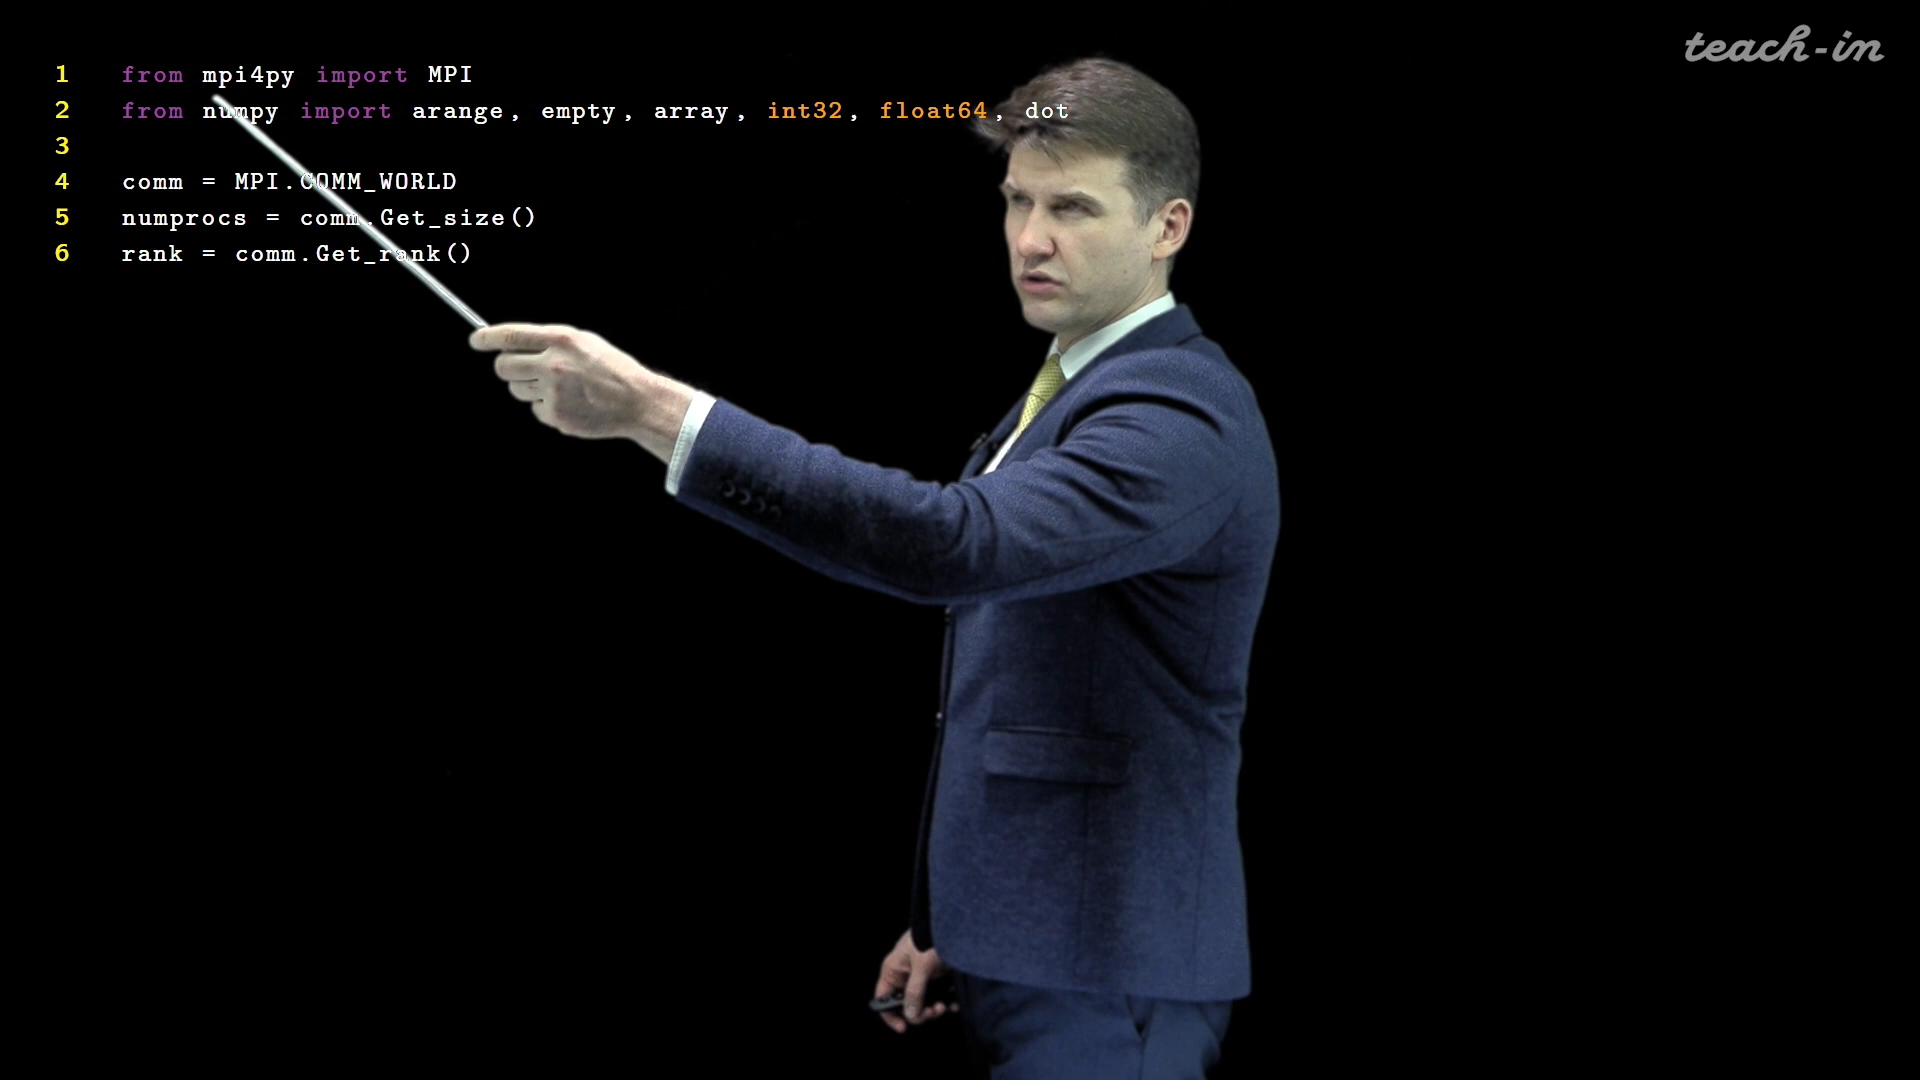 teach-in
1 from mpi4py import MPI
2 from numpy import arange, empty, array, int32, float64, dot
3
4 comm = MPI.COMM_WORLD
5 numprocs = comm.Get_size()
6 rank = comm.Get_rank()